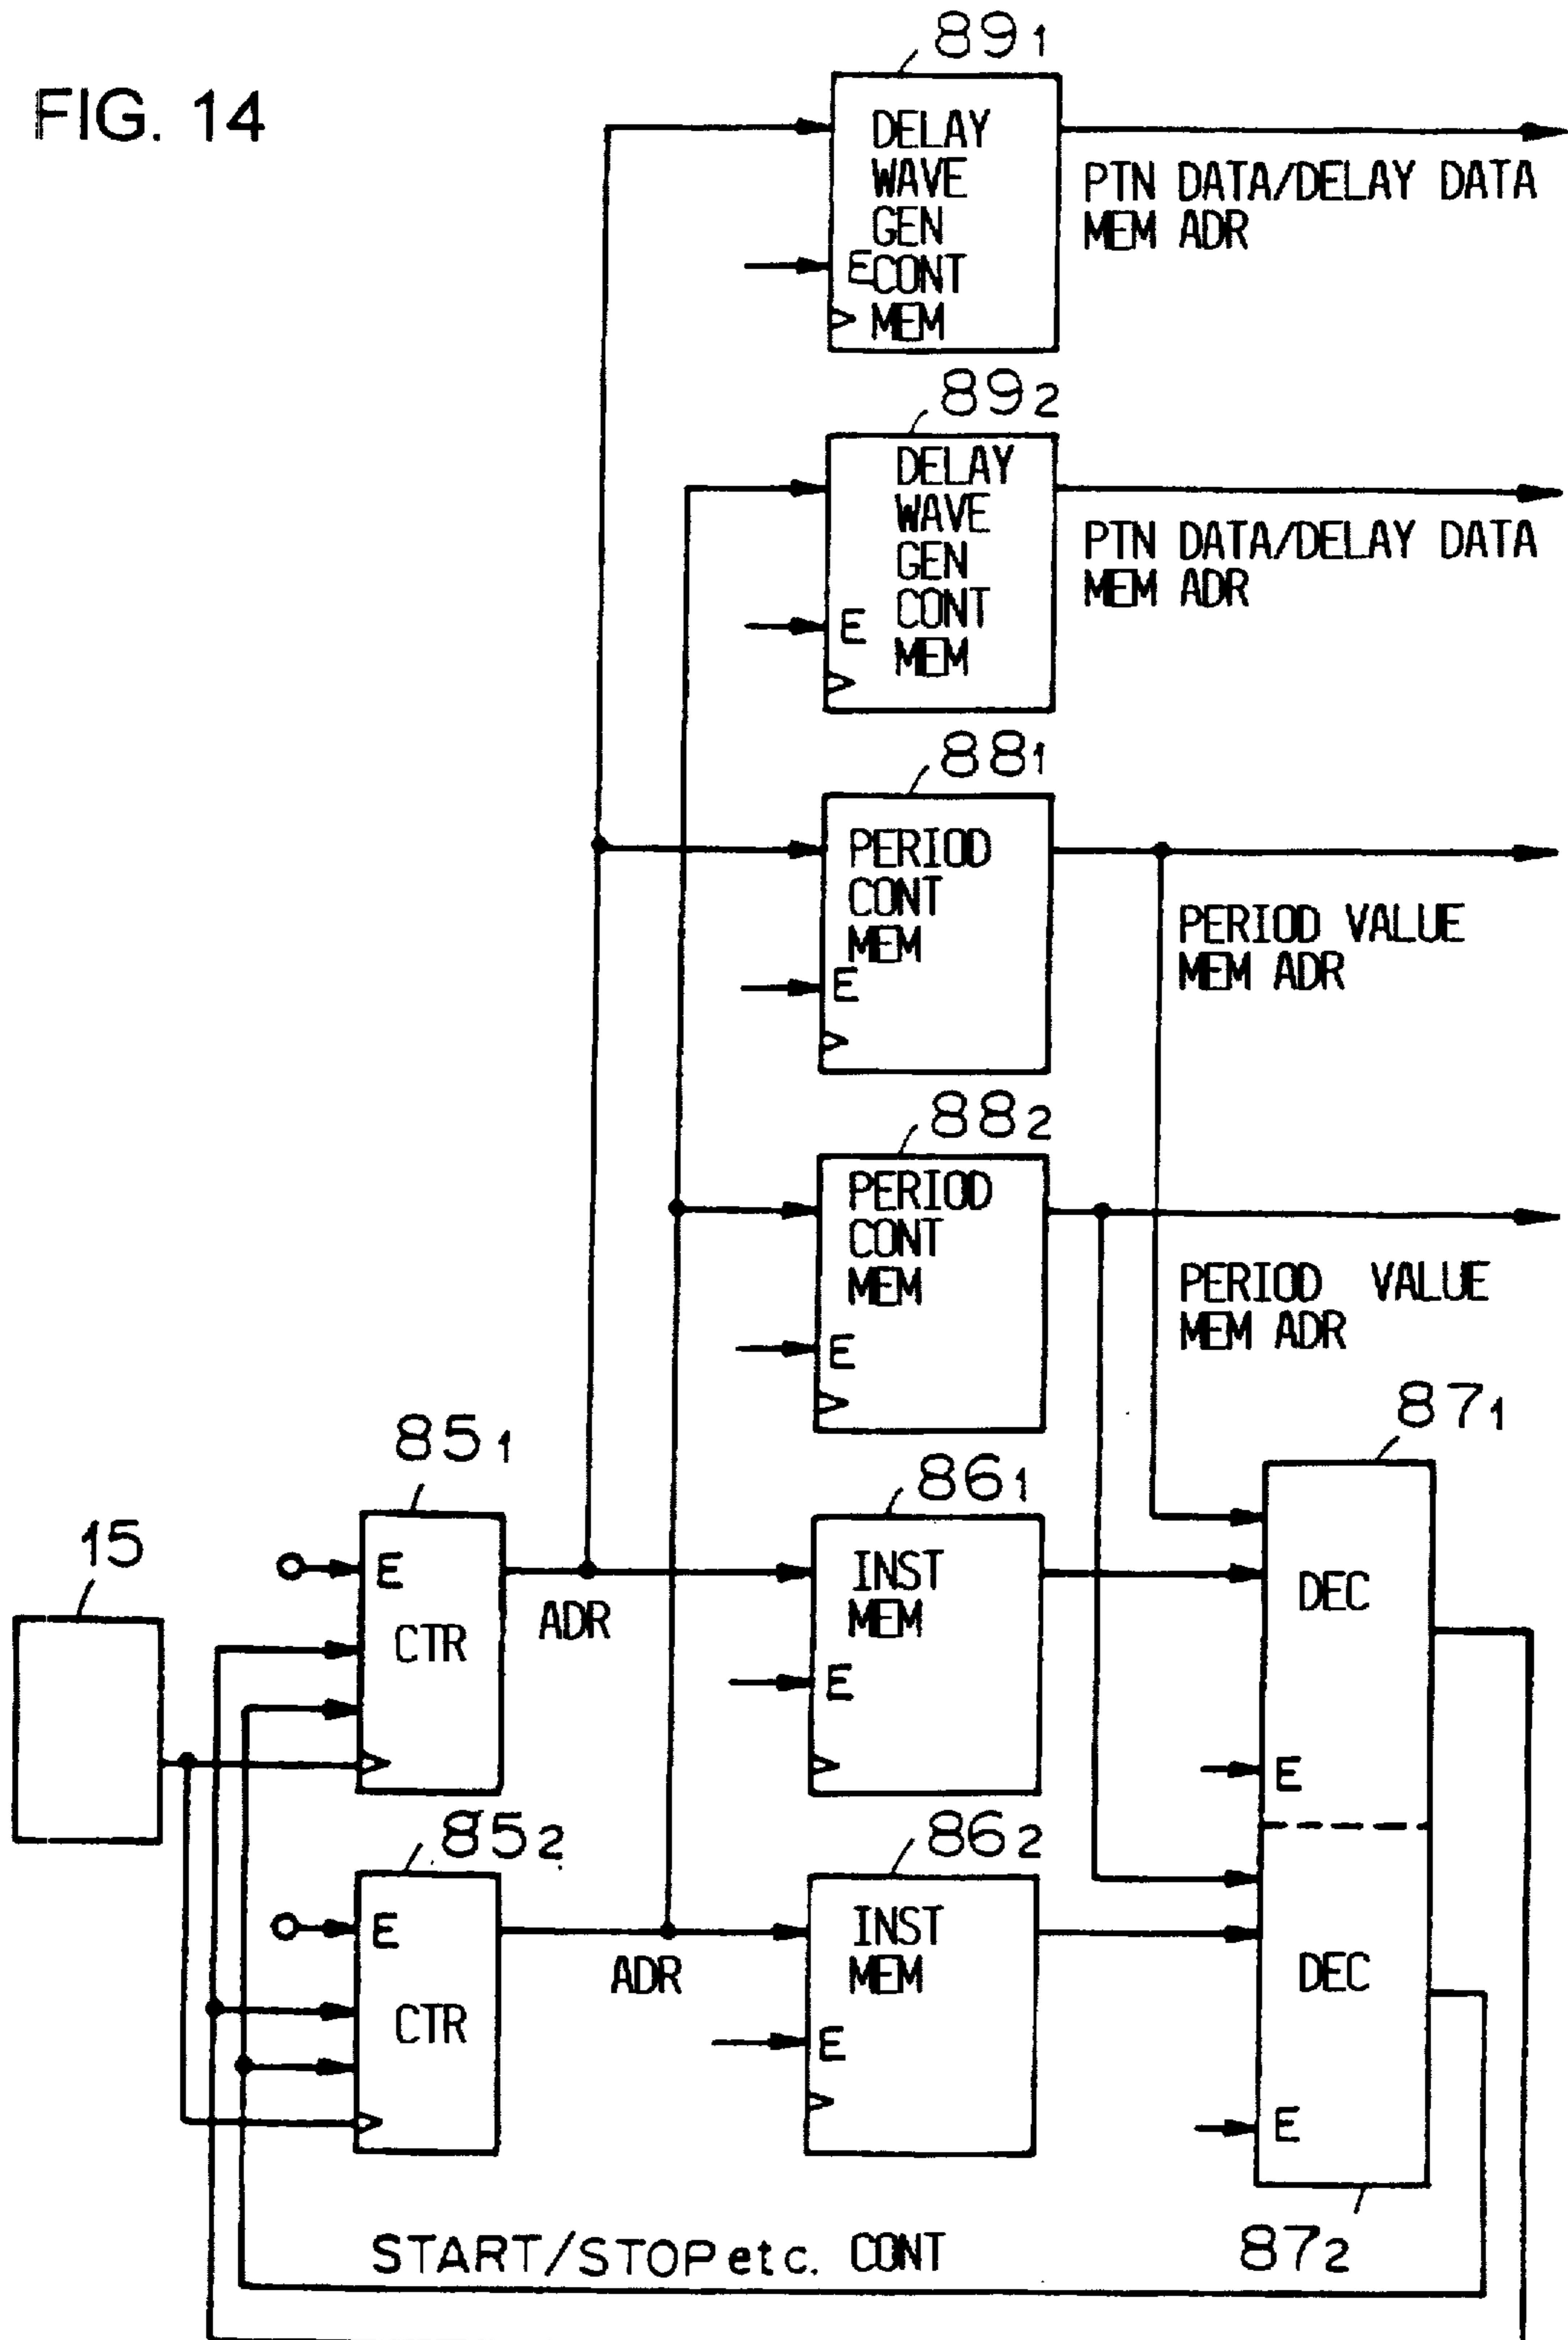 FIG. 14
89₁
DELAY
WAVE
GEN
E CONT
MEM
PTN DATA/DELAY DATA
MEM ADR
89₂
DELAY
WAVE
GEN
CONT
E
MEM
PTN DATA/DELAY DATA
MEM ADR
88₁
PERIOD
CONT
MEM
E
PERIOD VALUE
MEM ADR
88₂
PERIOD
CONT
MEM
E
PERIOD VALUE
MEM ADR
15
85₁
E
CTR
ADR
86₁
INST
MEM
E
87₁
DEC
E
85₂
E
CTR
ADR
86₂
INST
MEM
E
DEC
E
87₂
START/STOP etc. CONT